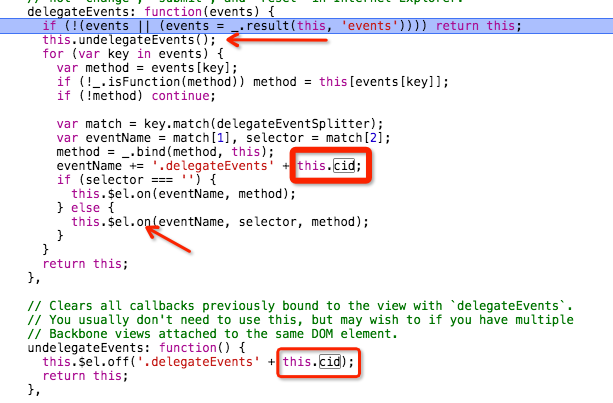 // not `change`, `submit`, and `reset` in Internet Explorer.
delegateEvents: function(events) {
if (!(events || (events = _.result(this, 'events')))) return this;
this.undelegateEvents();
for (var key in events) {
var method = events[key];
if (!_.isFunction(method)) method = this[events[key]];
if (!method) continue;
var match = key.match(delegateEventSplitter);
var eventName = match[1], selector = match[2];
method = _.bind(method, this);
eventName += '.delegateEvents' + this.cid;
if (selector === '') {
this.$el.on(eventName, method);
} else {
this.$el.on(eventName, selector, method);
}
}
return this;
},
// Clears all callbacks previously bound to the view with `delegateEvents`.
// You usually don't need to use this, but may wish to if you have multiple
// Backbone views attached to the same DOM element.
undelegateEvents: function() {
this.$el.off('.delegateEvents' + this.cid);
return this;
},